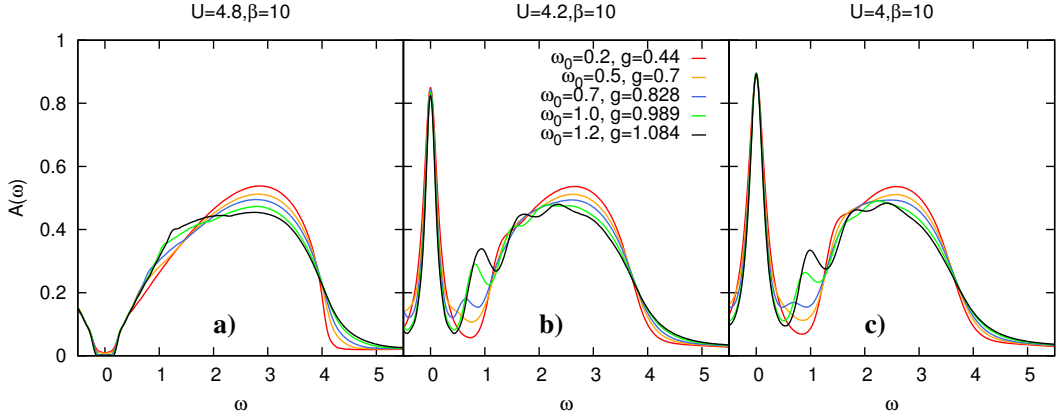 U=4.8,β=10
U=4.2,β=10
U=4,β=10
A(ω)
1
0.8
0.6
0.4
0.2
0
ω₀=0.2, g=0.44
ω₀=0.5, g=0.7
ω₀=0.7, g=0.828
ω₀=1.0, g=0.989
ω₀=1.2, g=1.084
a)
b)
c)
0 1 2 3 4 5
0 1 2 3 4 5
0 1 2 3 4 5
ω
ω
ω